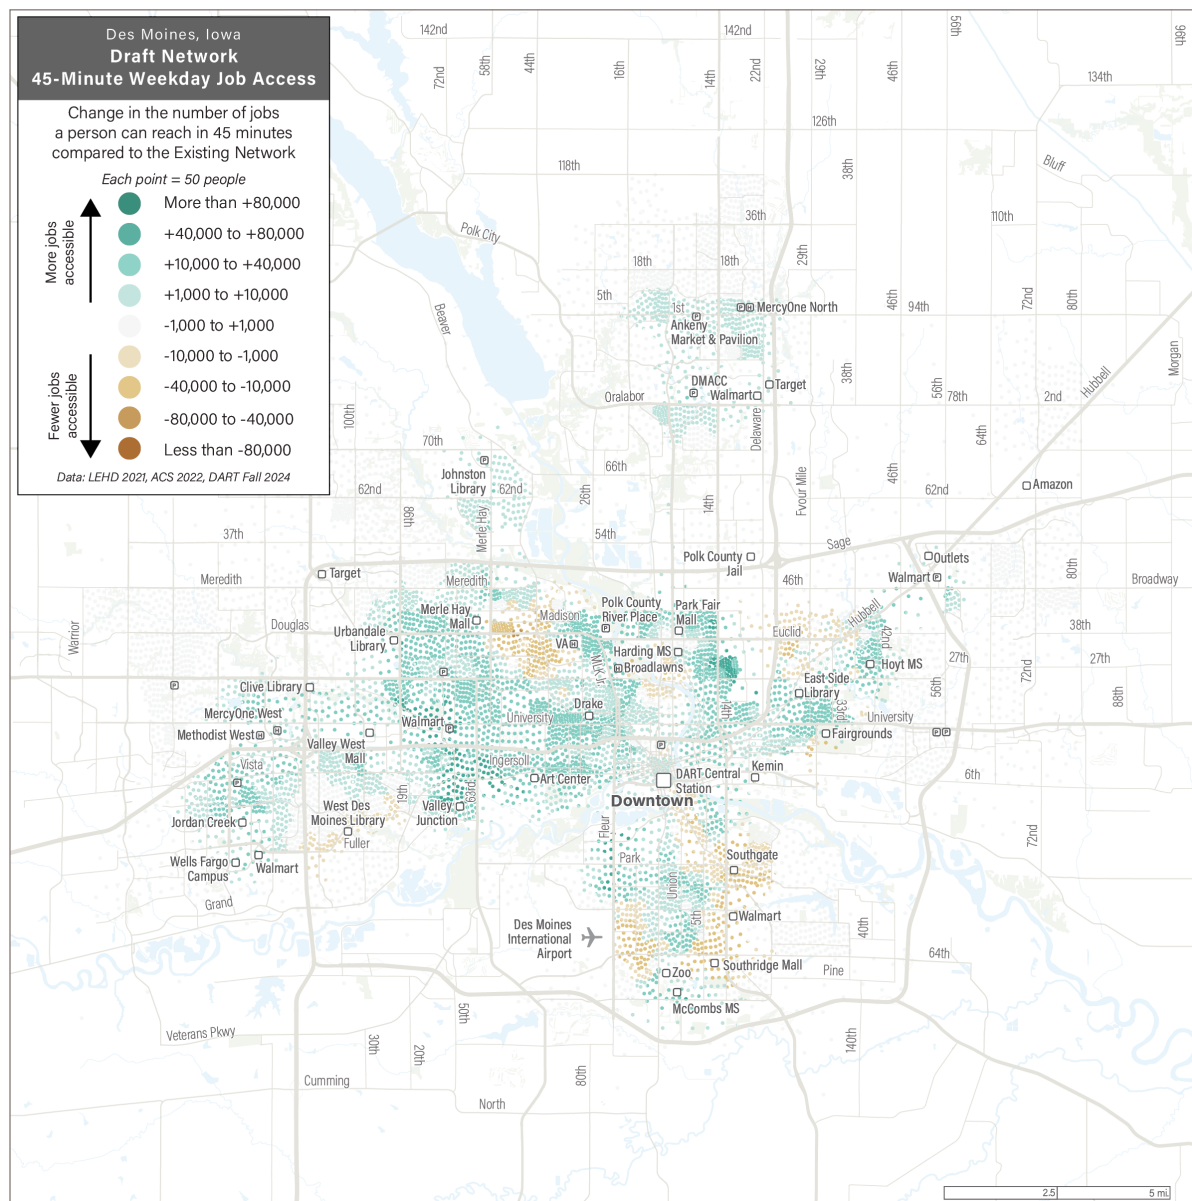 Des Moines, Iowa
Draft Network
45-Minute Weekday Job Access
Change in the number of jobs
a person can reach in 45 minutes
compared to the Existing Network
Each point = 50 people
More jobs
accessible
More than +80,000
+40,000 to +80,000
+10,000 to +40,000
+1,000 to +10,000
-1,000 to +1,000
Fewer jobs
accessible
-10,000 to -1,000
-40,000 to -10,000
-80,000 to -40,000
Less than -80,000
Data: LEHD 2021, ACS 2022, DART Fall 2024
142nd
142nd
72nd
58th
44th
16th
14th
22nd
29th
46th
56th
96th
134th
126th
118th
38th
Bluff
110th
36th
Polk City
29th
18th
18th
5th
1st
P
H
MercyOne North
46th
94th
72nd
80th
Beaver
P
Ankeny
Market & Pavilion
38th
Morgan
Hubbell
DMACC
P
Walmart
Target
Oralabor
56th
78th
2nd
100th
Delaware
64th
70th
P
Johnston
Library
62nd
62nd
66th
26th
14th
Fvour Mile
46th
62nd
Amazon
86th
Merle Hay
37th
54th
Sage
Polk County
Jail
Outlets
Walmart
P
80th
Broadway
Meredith
Target
Meredith
46th
Merle Hay
Mall
Madison
Polk County
River Place
P
Park Fair
Mall
Hubbell
Warrior
Douglas
Urbandale
Library
VA
H
Harding MS
Euclid
42nd
38th
MLK Jr
H
Broadlawns
Hoyt MS
27th
27th
P
P
Clive Library
East Side
Library
56th
72nd
88th
MercyOne West
H
Methodist West
H
Walmart
P
University
Drake
14th
33rd
University
Fairgrounds
P
P
Valley West
Mall
P
Ingersoll
Vista
P
Art Center
DART Central
Station
Kemin
6th
Downtown
19th
63rd
West Des
Moines Library
Valley
Junction
Jordan Creek
Fleur
72nd
Fuller
Wells Fargo
Campus
Walmart
Park
Southgate
Union
Grand
5th
Walmart
40th
Des Moines
International
Airport
64th
Zoo
Southridge Mall
Pine
McCombs MS
50th
Veterans Pkwy
30th
20th
140th
80th
Cumming
North
2.5
5 mi.